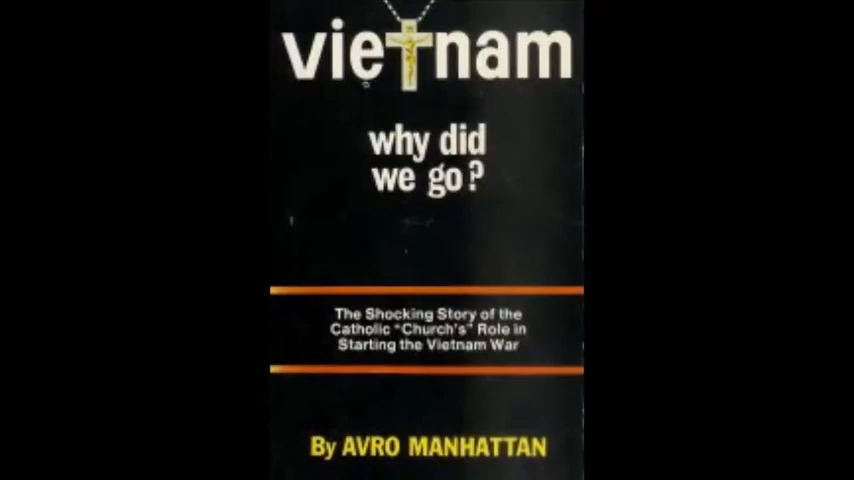 vietnam
why did
we go?
The Shocking Story of the
Catholic "Church's" Role in
Starting the Vietnam War
By AVRO MANHATTAN